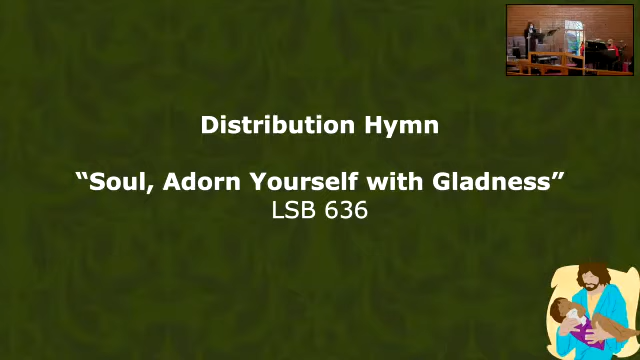 Distribution Hymn
“Soul, Adorn Yourself with Gladness”
LSB 636